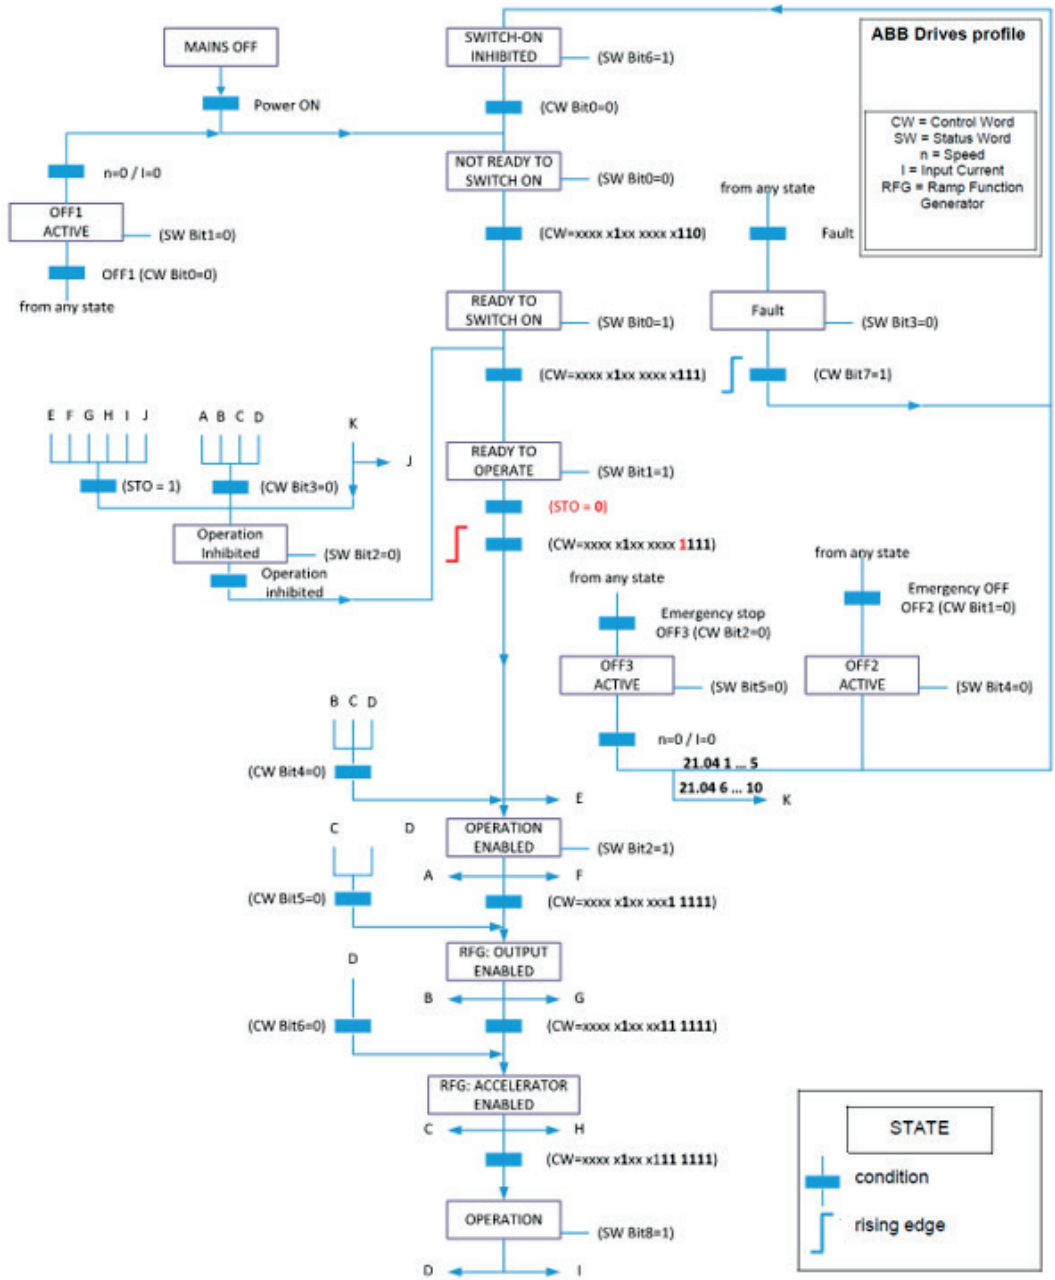 ABB Drives profile
CW = Control Word
SW = Status Word
n = Speed
I = Input Current
RFG = Ramp Function
Generator
MAINS OFF
Power ON
SWITCH-ON
INHIBITED
(SW Bit6=1)
(CW Bit0=0)
n=0 / I=0
OFF1
ACTIVE
(SW Bit1=0)
OFF1 (CW Bit0=0)
from any state
NOT READY TO
SWITCH ON
(SW Bit0=0)
(CW=xxxx x1xx xxxx x110)
from any state
Fault
Fault
(SW Bit3=0)
(CW Bit7=1)
READY TO
SWITCH ON
(SW Bit0=1)
(CW=xxxx x1xx xxxx x111)
E F G H I J
A B C D
K
J
(STO = 1)
(CW Bit3=0)
Operation
Inhibited
(SW Bit2=0)
Operation
inhibited
READY TO
OPERATE
(SW Bit1=1)
(STO = 0)
(CW=xxxx x1xx xxxx 1111)
from any state
Emergency stop
OFF3 (CW Bit2=0)
OFF3
ACTIVE
(SW Bit5=0)
n=0 / I=0
from any state
Emergency OFF
OFF2 (CW Bit1=0)
OFF2
ACTIVE
(SW Bit4=0)
21.04 1 ... 5
21.04 6 ... 10
K
B C D
(CW Bit4=0)
E
C
D
OPERATION
ENABLED
(SW Bit2=1)
A
F
(CW Bit5=0)
(CW=xxxx x1xx xxx1 1111)
RFG: OUTPUT
ENABLED
D
B
G
(CW Bit6=0)
(CW=xxxx x1xx xx11 1111)
RFG: ACCELERATOR
ENABLED
C
H
(CW=xxxx x1xx x111 1111)
OPERATION
(SW Bit8=1)
D
I
STATE
condition
rising edge